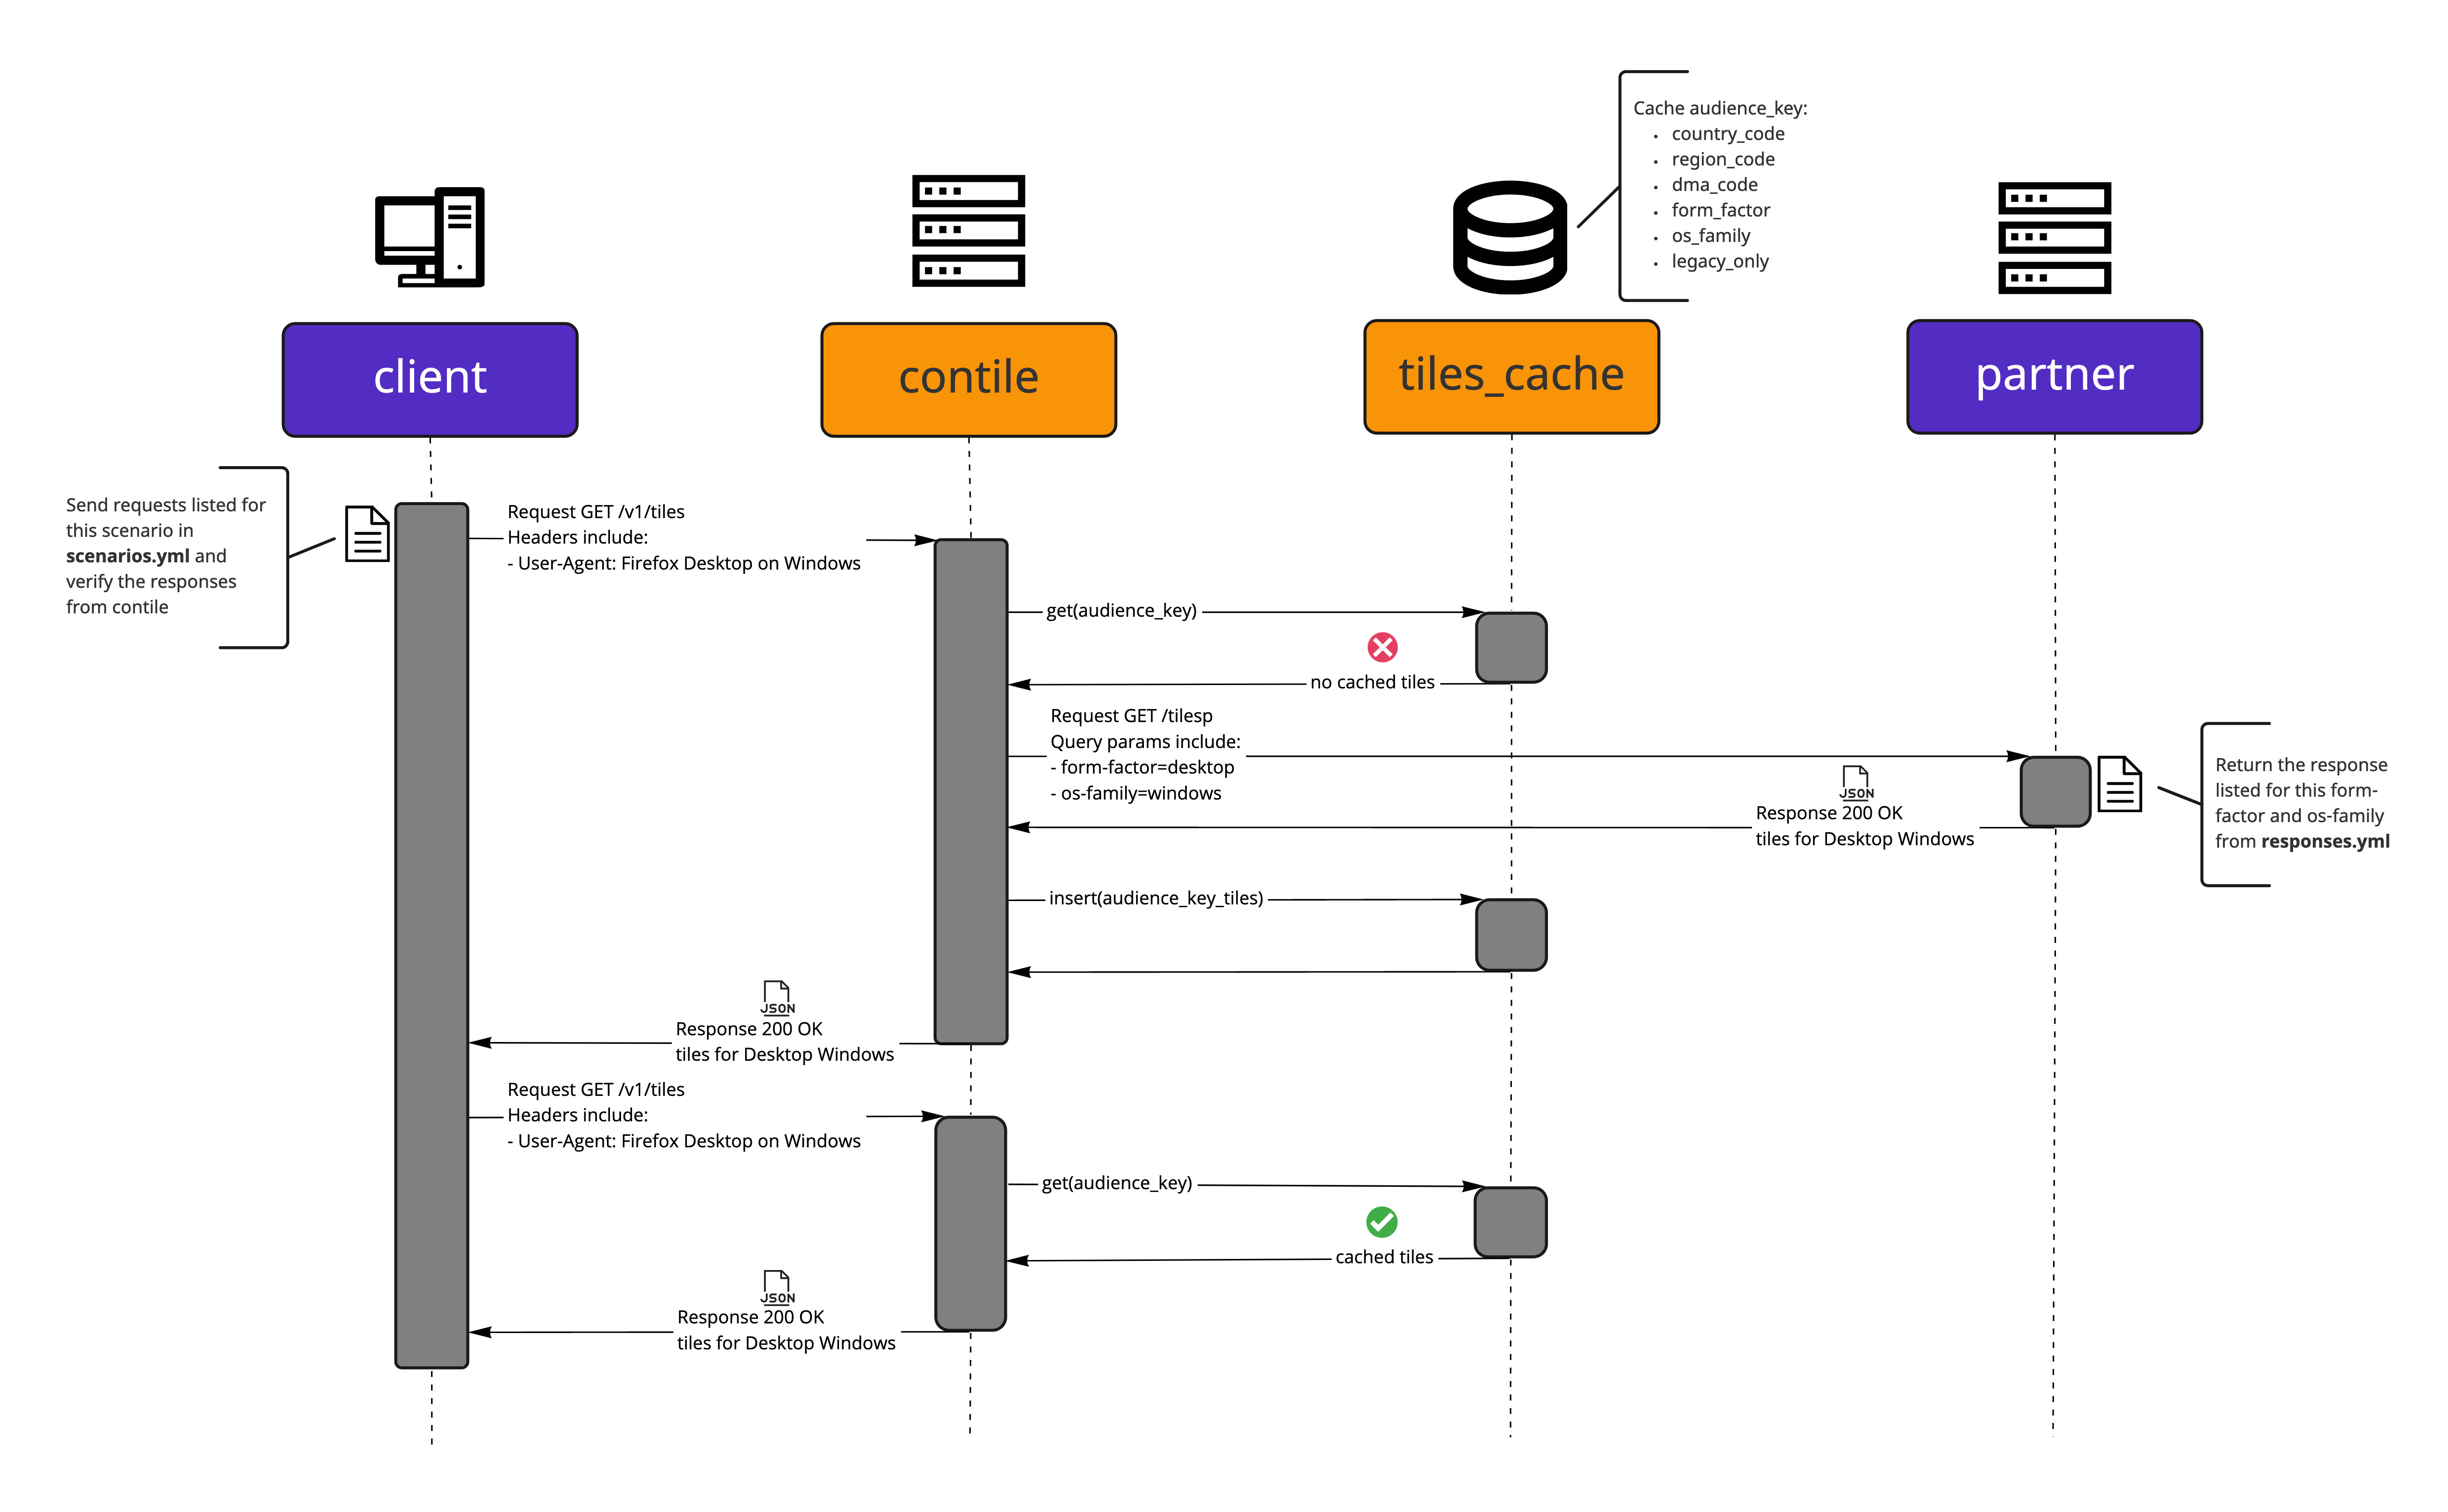 Cache audience_key:
• country_code
• region_code
• dma_code
• form_factor
• os_family
• legacy_only
client
contile
tiles_cache
partner
Send requests listed for
this scenario in
scenarios.yml and
verify the responses
from contile
Request GET /v1/tiles
Headers include:
- User-Agent: Firefox Desktop on Windows
get(audience_key)
no cached tiles
Request GET /tilesp
Query params include:
- form-factor=desktop
- os-family=windows
JSON
Response 200 OK
tiles for Desktop Windows
Return the response
listed for this form-
factor and os-family
from responses.yml
insert(audience_key_tiles)
JSON
Response 200 OK
tiles for Desktop Windows
Request GET /v1/tiles
Headers include:
- User-Agent: Firefox Desktop on Windows
get(audience_key)
cached tiles
JSON
Response 200 OK
tiles for Desktop Windows